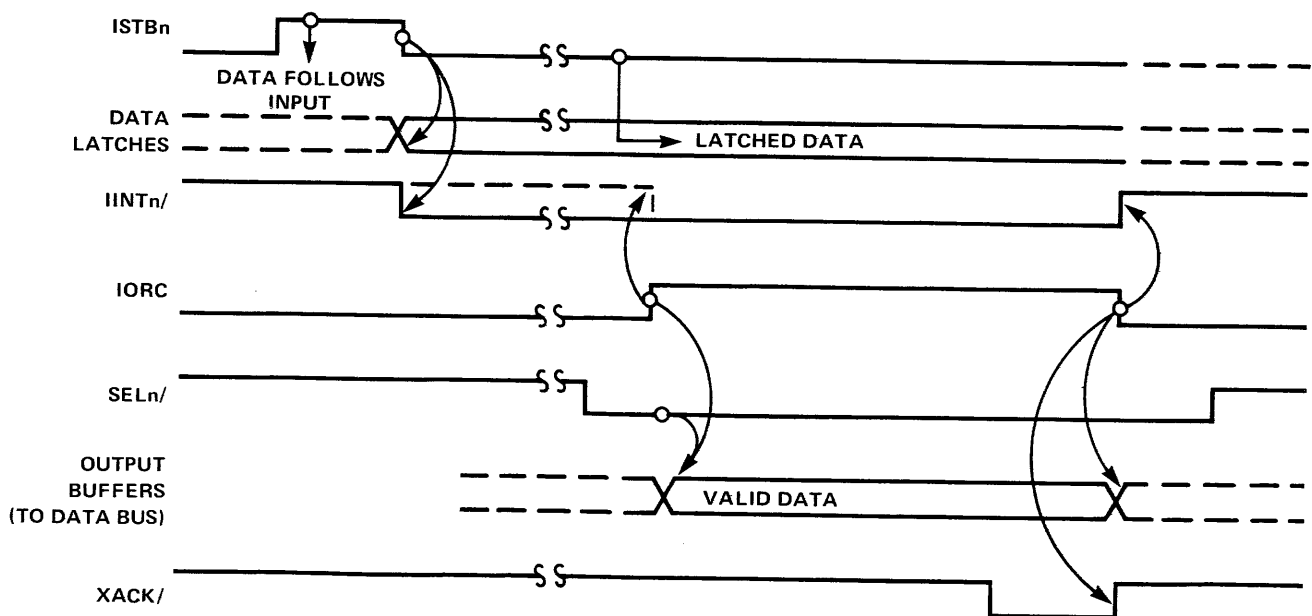 ISTBn
DATA FOLLOWS
INPUT
DATA
LATCHES
LATCHED DATA
IINTn/
IORC
SELn/
OUTPUT
BUFFERS
(TO DATA BUS)
VALID DATA
XACK/